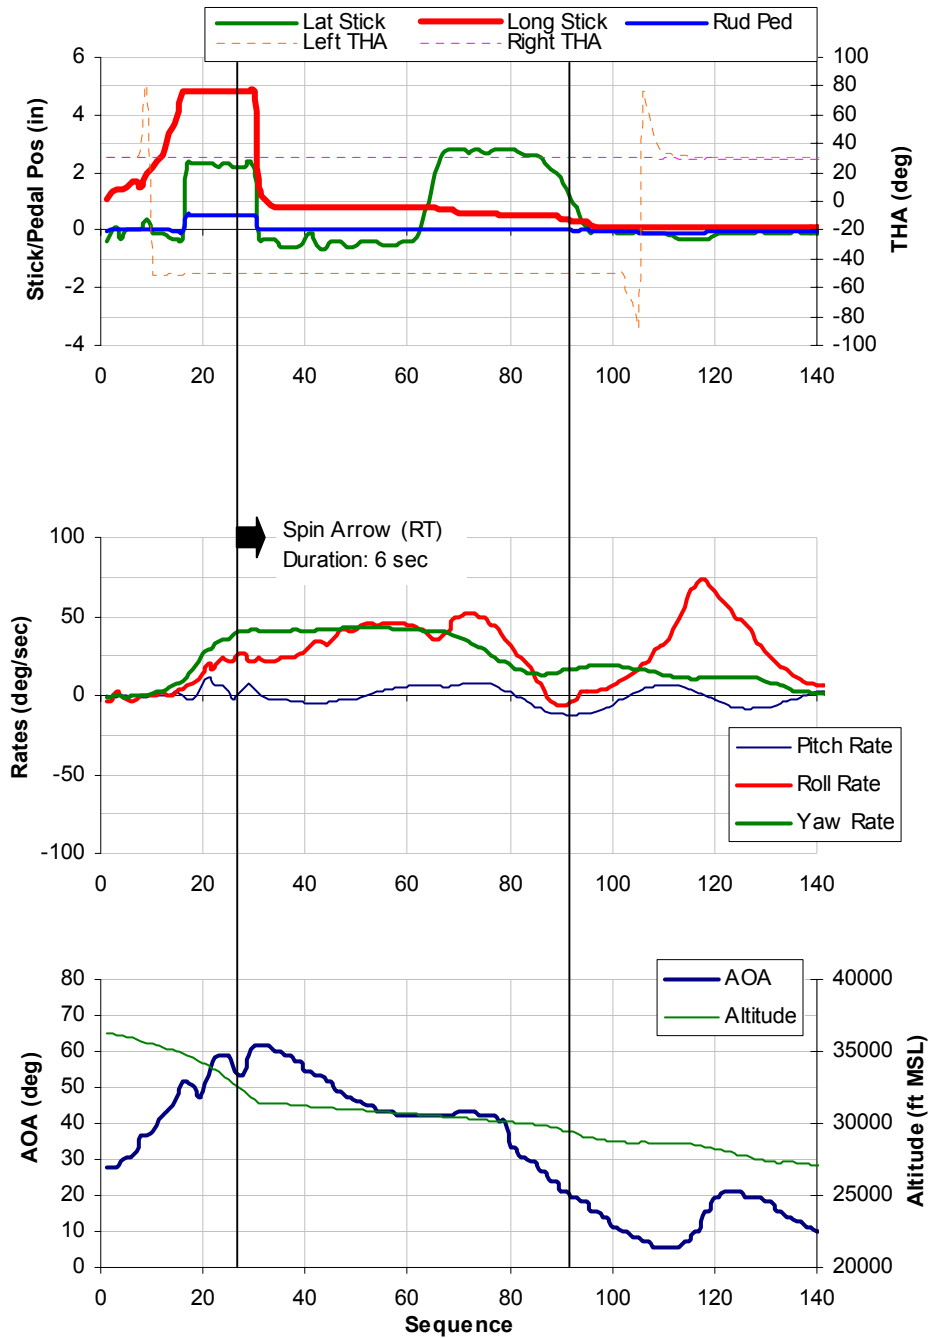 Lat Stick Long Stick Rud Ped
Left THA Right THA
6 100
80
4 60
40
2 20
0
0 -20
-40
-2 -60
-80
-4 -100
Stick/Pedal Pos (in)
THA (deg)
0 20 40 60 80 100 120 140
Spin Arrow (RT)
Duration: 6 sec
100
50
0
-50
-100
Rates (deg/sec)
Pitch Rate
Roll Rate
Yaw Rate
0 20 40 60 80 100 120 140
AOA
Altitude
80 40000
70
60 35000
50
40 30000
30
20 25000
10
0 20000
AOA (deg)
Altitude (ft MSL)
0 20 40 60 80 100 120 140
Sequence